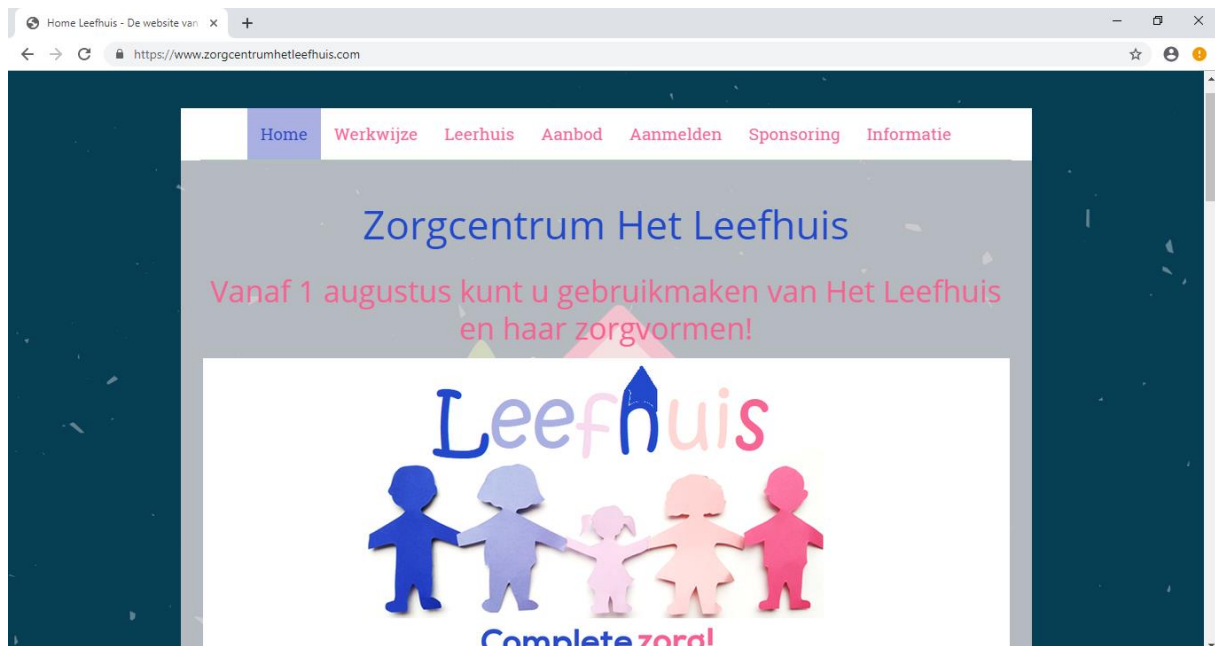 Home Leefhuis - De website van
https://www.zorgcentrumhetleefhuis.com
Home Werkwijze Leerhuis Aanbod Aanmelden Sponsoring Informatie
Zorgcentrum Het Leefhuis
Vanaf 1 augustus kunt u gebruikmaken van Het Leefhuis
en haar zorgvormen!
Leefhuis
Complete zorg!